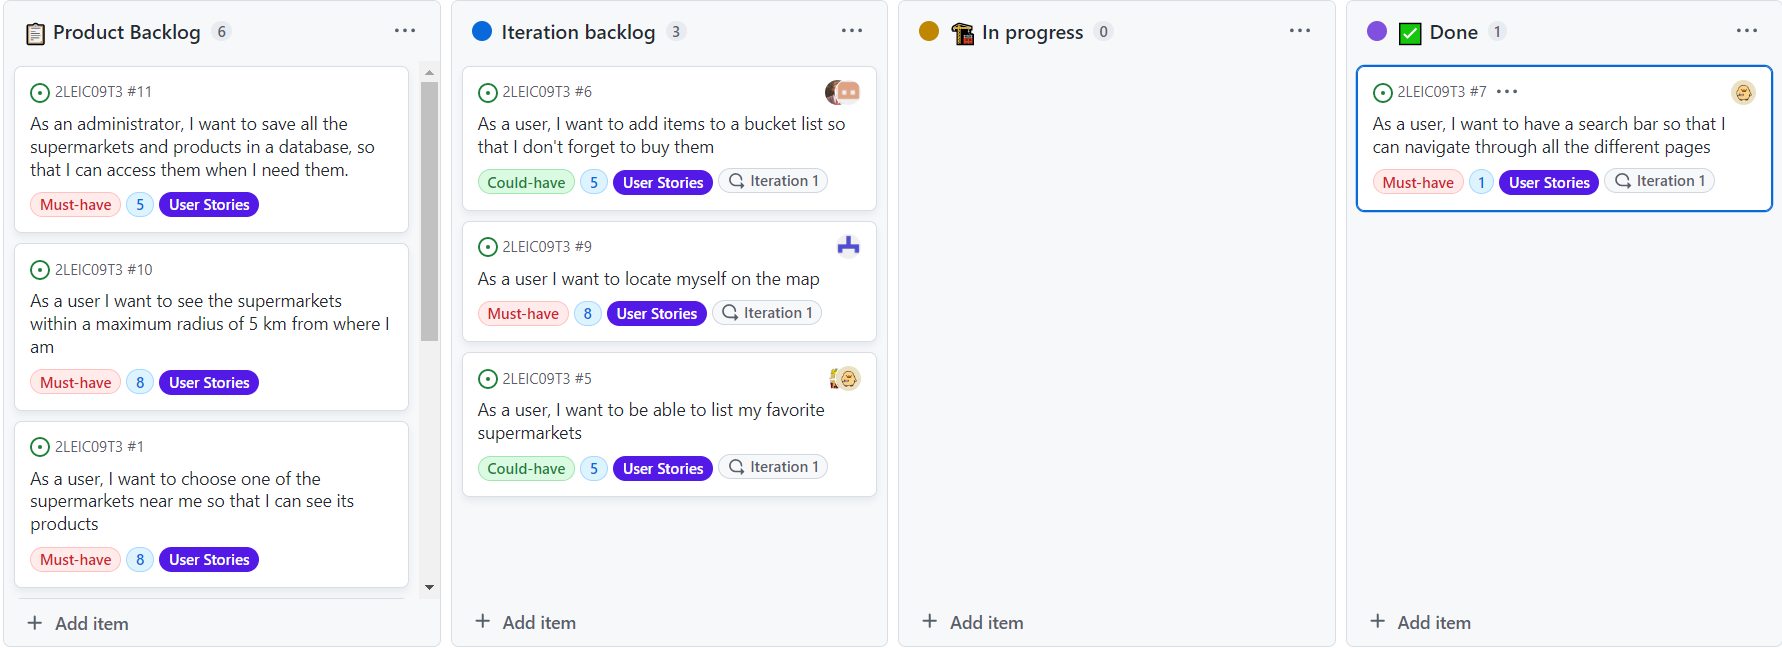 Product Backlog 6
2LEIC09T3 #11
As an administrator, I want to save all the
supermarkets and products in a database, so
that I can access them when I need them.
Must-have 5 User Stories
2LEIC09T3 #10
As a user I want to see the supermarkets
within a maximum radius of 5 km from where I
am
Must-have 8 User Stories
2LEIC09T3 #1
As a user, I want to choose one of the
supermarkets near me so that I can see its
products
Must-have 8 User Stories
+ Add item
Iteration backlog 3
2LEIC09T3 #6
As a user, I want to add items to a bucket list so
that I don't forget to buy them
Could-have 5 User Stories Iteration 1
2LEIC09T3 #9
As a user I want to locate myself on the map
Must-have 8 User Stories Iteration 1
2LEIC09T3 #5
As a user, I want to be able to list my favorite
supermarkets
Could-have 5 User Stories Iteration 1
+ Add item
In progress 0
+ Add item
Done 1
2LEIC09T3 #7 ...
As a user, I want to have a search bar so that I
can navigate through all the different pages
Must-have 1 User Stories Iteration 1
+ Add item